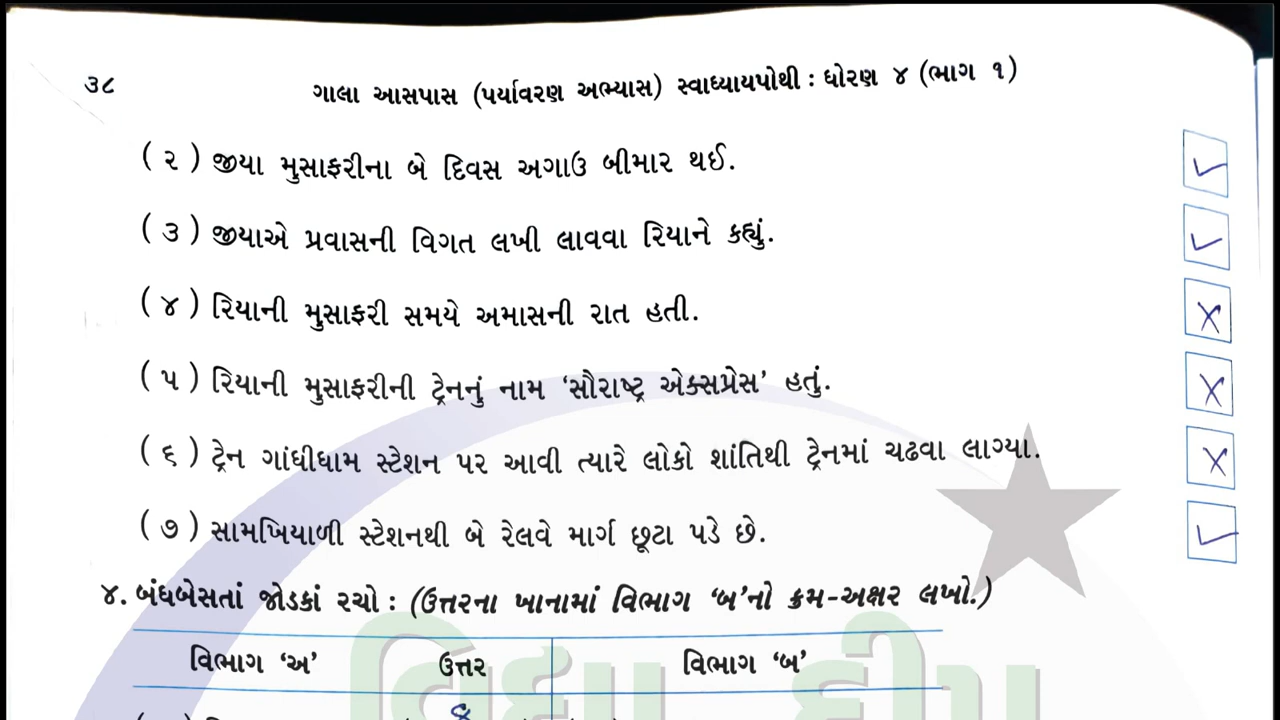 ૩૮
ગાલા આસપાસ (પર્યાવરણ અભ્યાસ) સ્વાધ્યાયપોથી : ધોરણ ૪ (ભાગ ૧)
(૨) જીયા મુસાફરીના બે દિવસ અગાઉ બીમાર થઈ. ✓
(૩) જીયાએ પ્રવાસની વિગત લખી લાવવા રિયાને કહ્યું. ✓
(૪) રિયાની મુસાફરી સમયે અમાસની રાત હતી. ✗
(૫) રિયાની મુસાફરીની ટ્રેનનું નામ ‘સૌરાષ્ટ્ર એક્સપ્રેસ’ હતું. ✗
(૬) ટ્રેન ગાંધીધામ સ્ટેશન પર આવી ત્યારે લોકો શાંતિથી ટ્રેનમાં ચઢવા લાગ્યા. ✗
(૭) સામખિયાળી સ્ટેશનથી બે રેલવે માર્ગ છૂટા પડે છે. ✓
૪. બંધબેસતાં જોડકાં રચો : (ઉત્તરના ખાનામાં વિભાગ ‘બ’નો ક્રમ-અક્ષર લખો.)
વિભાગ ‘અ’ ઉત્તર વિભાગ ‘બ’
વિદ્યા દીપ